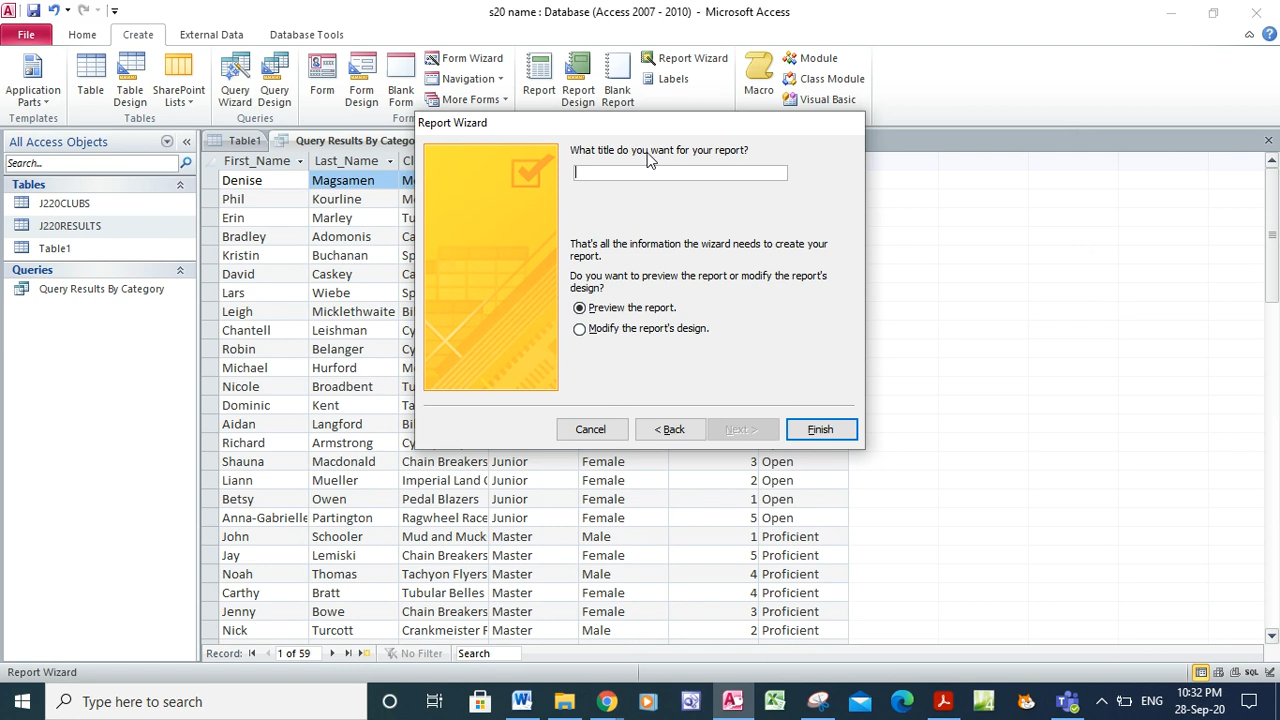 s20 name : Database (Access 2007 - 2010) - Microsoft Access
File Home Create External Data Database Tools
Application Parts
Table
Table Design
SharePoint Lists
Query Wizard
Query Design
Form
Form Design
Blank Form
Form Wizard
Navigation
More Forms
Report
Report Design
Blank Report
Report Wizard
Labels
Macro
Module
Class Module
Visual Basic
Templates Tables Queries
All Access Objects
Search...
Tables
J220CLUBS
J220RESULTS
Table1
Queries
Query Results By Category
Table1 Query Results By Catego
First_Name Last_Name Cl
Denise Magsamen Mo
Phil Kourline
Erin Marley Tu
Bradley Adomonis
Kristin Buchanan
David Caskey
Lars Wiebe
Leigh Micklethwaite
Chantell Leishman Cy
Robin Belanger
Michael Hurford
Nicole Broadbent
Dominic Kent
Aidan Langford
Richard Armstrong
Shauna Macdonald Chain Breakers Junior Female 3 Open
Liann Mueller Imperial Land C Junior Female 2 Open
Betsy Owen Pedal Blazers Junior Female 1 Open
Anna-Gabrielle Partington Ragwheel Race Junior Female 5 Open
John Schooler Mud and Muck Master Male 1 Proficient
Jay Lemiski Chain Breakers Master Female 5 Proficient
Noah Thomas Tachyon Flyers Master Male 4 Proficient
Carthy Bratt Tubular Belles Master Female 4 Proficient
Jenny Bowe Chain Breakers Master Female 3 Proficient
Nick Turcott Crankmeister F Master Male 2 Proficient
Record: 1 of 59 No Filter Search
Report Wizard
What title do you want for your report?
That's all the information the wizard needs to create your
report.
Do you want to preview the report or modify the report's
design?
Preview the report.
Modify the report's design.
Cancel < Back Next > Finish
Report Wizard
SQL
Type here to search
ENG
10:32 PM
28-Sep-20